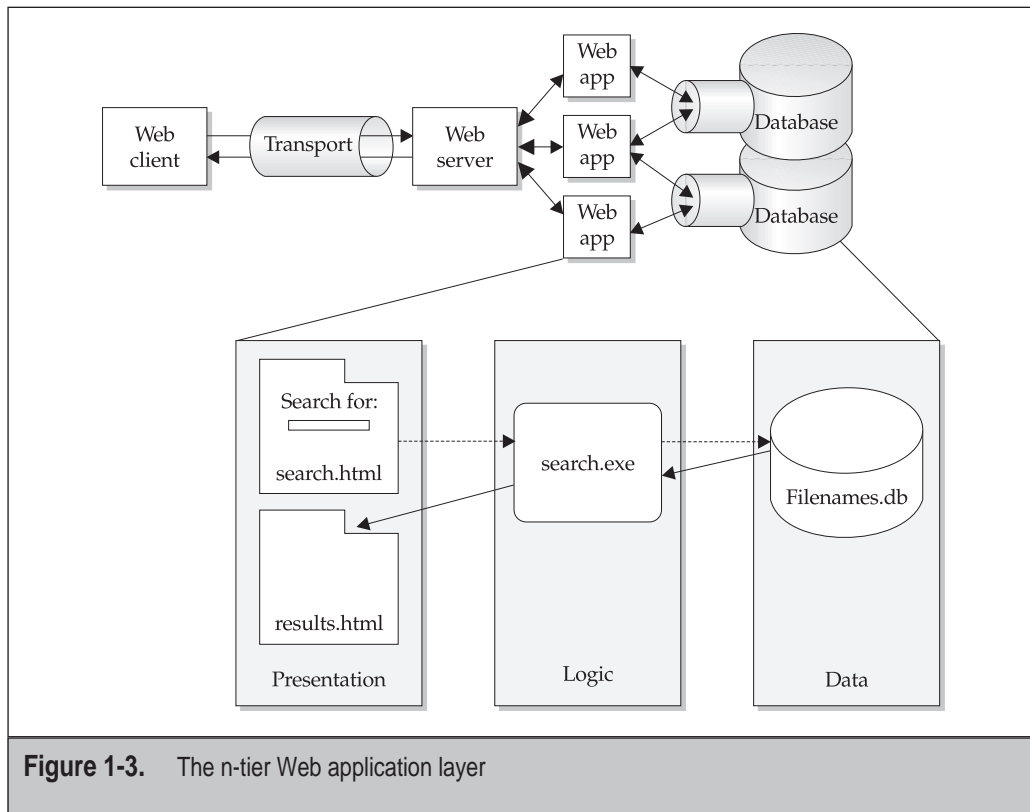 Web
client
Transport
Web
server
Web
app
Web
app
Web
app
Database
Database
Search for:
search.html
results.html
Presentation
search.exe
Logic
Filenames.db
Data
Figure 1-3. The n-tier Web application layer